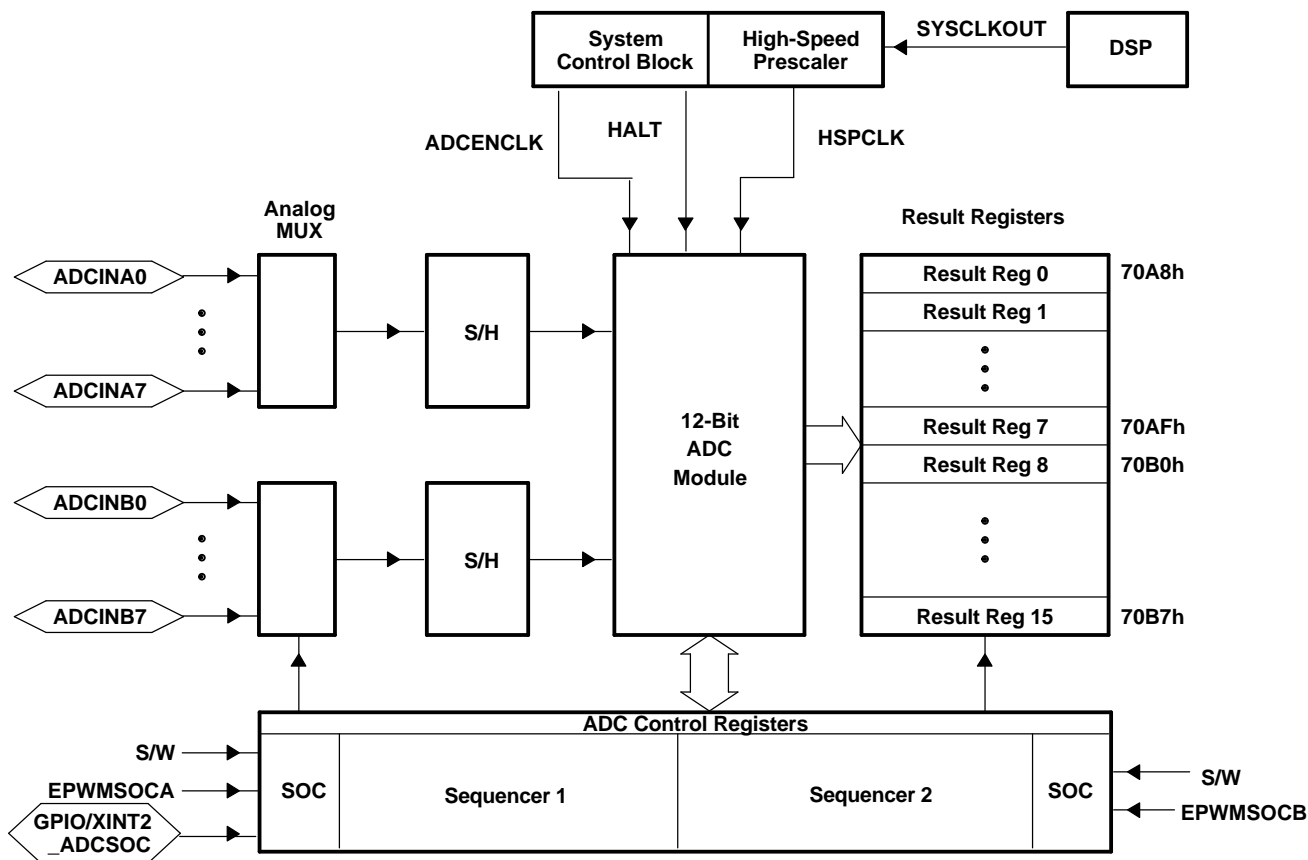 System
Control Block
High-Speed
Prescaler
SYSCLKOUT
DSP
ADCENCLK
HALT
HSPCLK
Analog
MUX
Result Registers
ADCINA0
ADCINA7
S/H
12-Bit
ADC
Module
Result Reg 0
70A8h
Result Reg 1
Result Reg 7
70AFh
Result Reg 8
70B0h
Result Reg 15
70B7h
ADCINB0
ADCINB7
S/H
ADC Control Registers
S/W
EPWMSOCA
GPIO/XINT2
_ADCSOC
SOC
Sequencer 1
Sequencer 2
SOC
S/W
EPWMSOCB